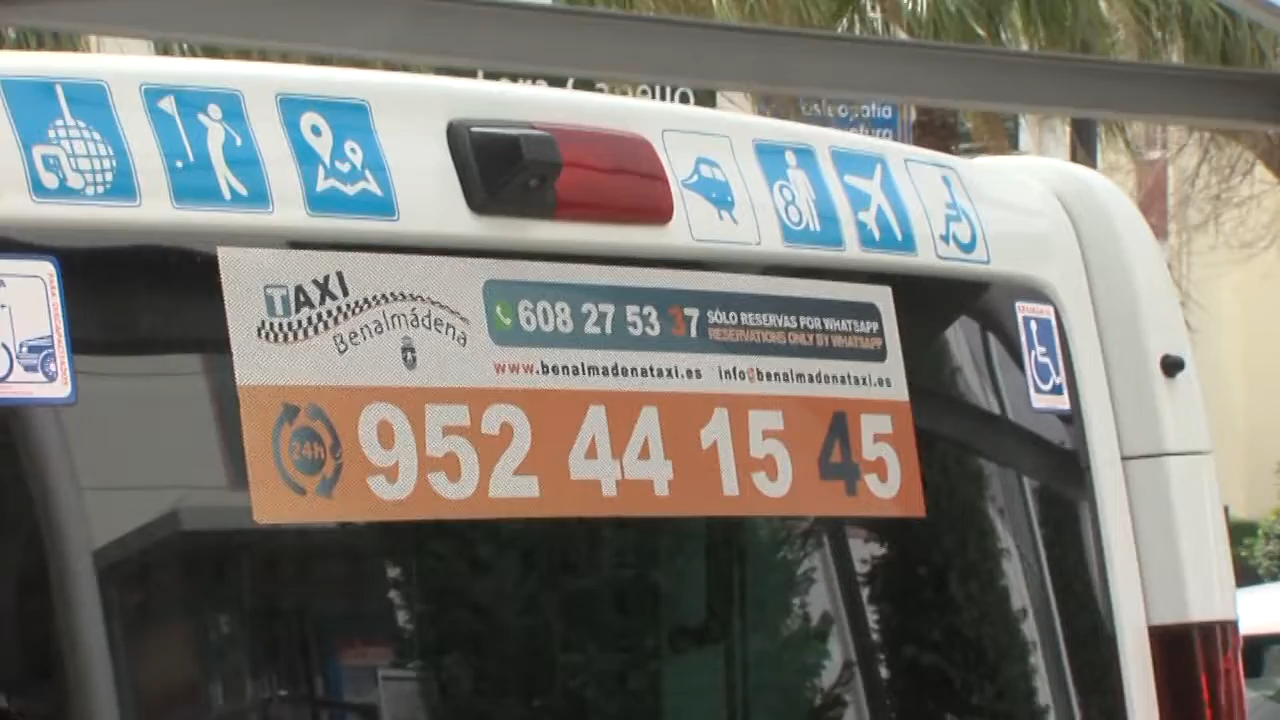 osteopatia
TAXI
Benalmádena
608 27 53 37
SÓLO RESERVAS POR WHATSAPP
RESERVATIONS ONLY BY WHATSAPP
www.benalmadenataxi.es info@benalmadenataxi.es
24h
952 44 15 45